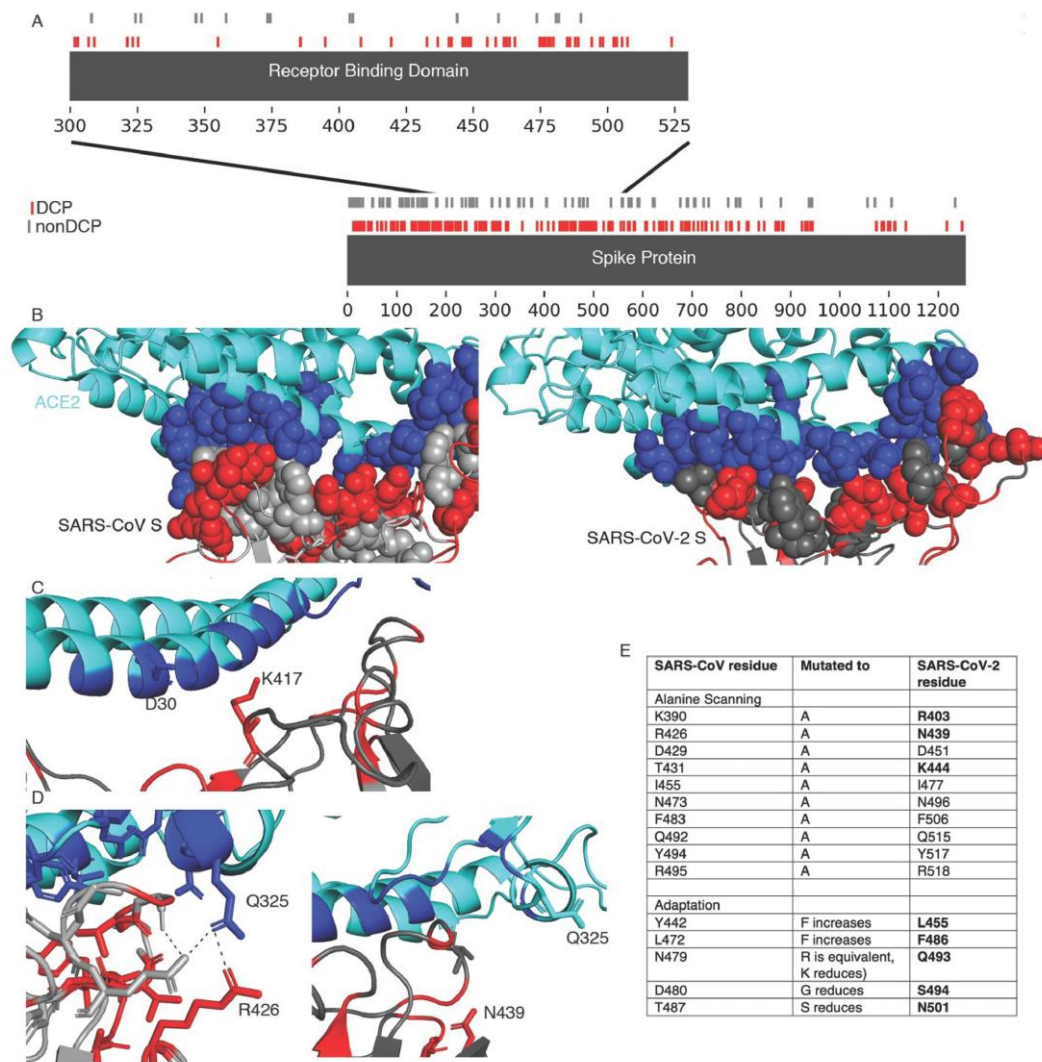 A
Receptor Binding Domain
300 325 350 375 400 425 450 475 500 525
DCP
nonDCP
Spike Protein
0 100 200 300 400 500 600 700 800 900 1000 1100 1200
B
ACE2
SARS-CoV S
SARS-CoV-2 S
C
D30
K417
D
Q325
R426
Q325
N439
E
SARS-CoV residue Mutated to SARS-CoV-2 residue
Alanine Scanning
K390 A R403
R426 A N439
D429 A D451
T431 A K444
I455 A I477
N473 A N496
F483 A F506
Q492 A Q515
Y494 A Y517
R495 A R518
Adaptation
Y442 F increases L455
L472 F increases F486
N479 R is equivalent, K reduces) Q493
D480 G reduces S494
T487 S reduces N501